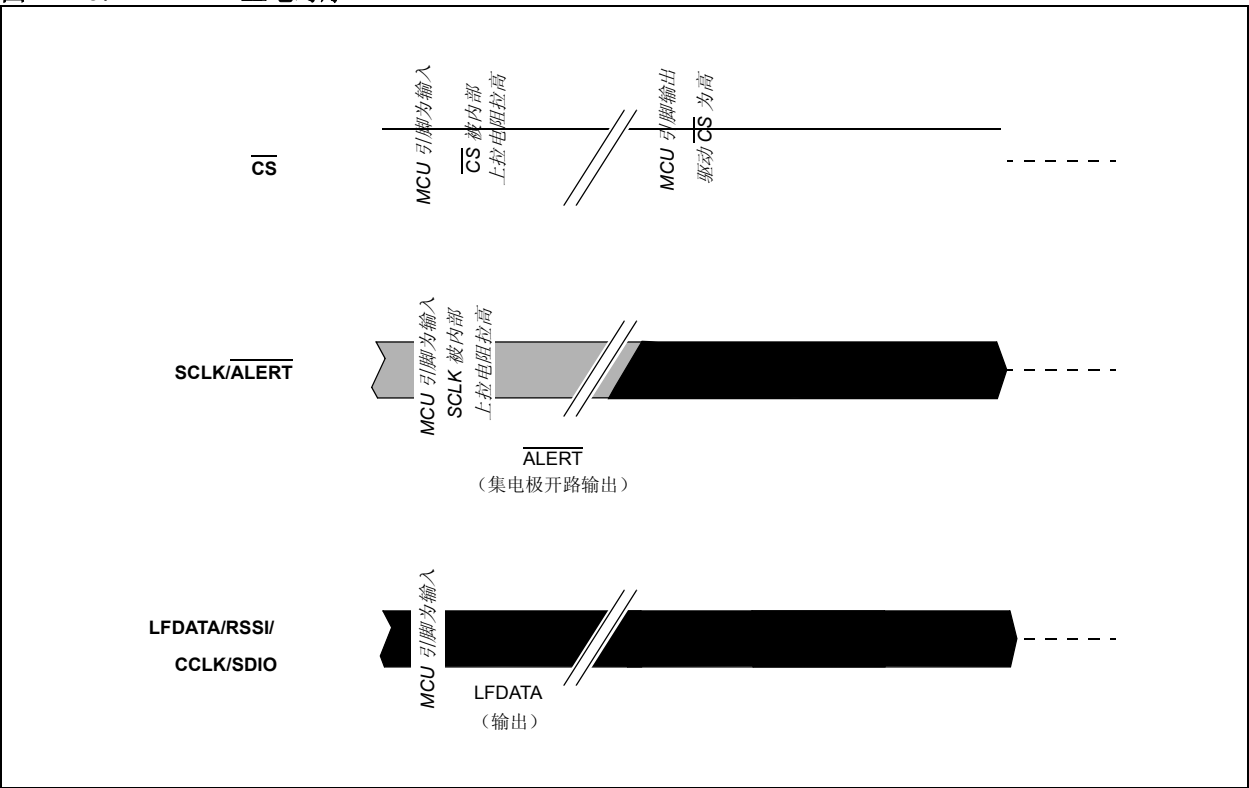 MCU 引脚为输入
CS 被内部
上拉电阻拉高
MCU 引脚输出
驱动 CS 为高
CS
MCU 引脚为输入
SCLK 被内部
上拉电阻拉高
SCLK/ALERT
ALERT
（集电极开路输出）
MCU 引脚为输入
LFDATA/RSSI/
CCLK/SDIO
LFDATA
（输出）